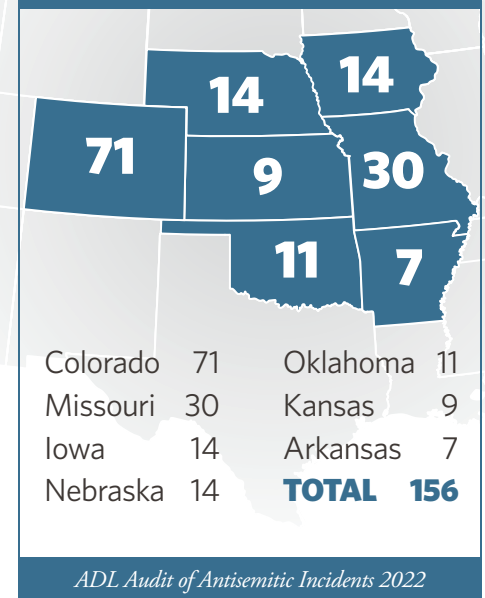 14
14
71
9
30
11
7
Colorado 71
Missouri 30
Iowa 14
Nebraska 14
Oklahoma 11
Kansas 9
Arkansas 7
TOTAL 156
ADL Audit of Antisemitic Incidents 2022